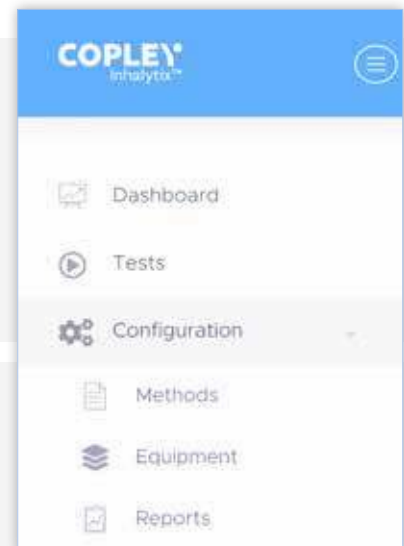 COPLEY
Inhalytix™
Dashboard
Tests
Configuration
Methods
Equipment
Reports